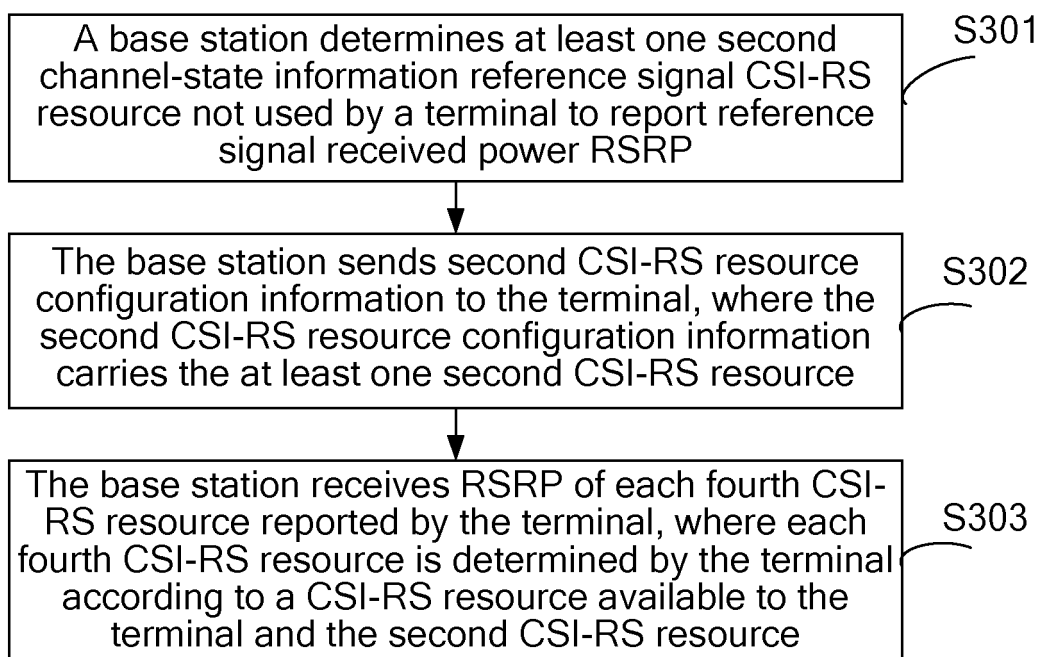 A base station determines at least one second
channel-state information reference signal CSI-RS
resource not used by a terminal to report reference
signal received power RSRP
S301
The base station sends second CSI-RS resource
configuration information to the terminal, where the
second CSI-RS resource configuration information
carries the at least one second CSI-RS resource
S302
The base station receives RSRP of each fourth CSI-
RS resource reported by the terminal, where each
fourth CSI-RS resource is determined by the terminal
according to a CSI-RS resource available to the
terminal and the second CSI-RS resource
S303